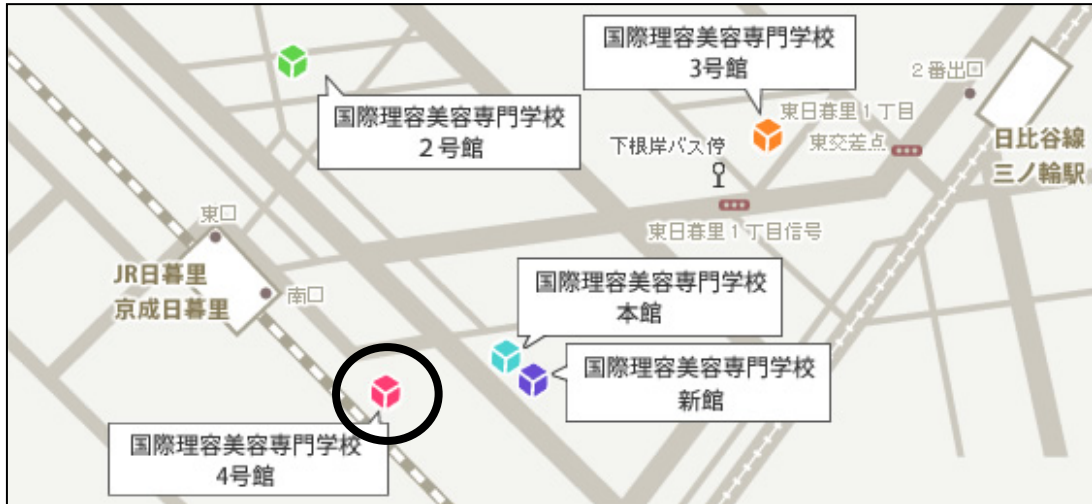 国際理容美容専門学校
3号館
2番出口
国際理容美容専門学校
２号館
東日暮里１丁目
東交差点
日比谷線
三ノ輪駅
下根岸バス停
東日暮里１丁目信号
東口
JR日暮里
京成日暮里
南口
国際理容美容専門学校
本館
国際理容美容専門学校
新館
国際理容美容専門学校
4号館